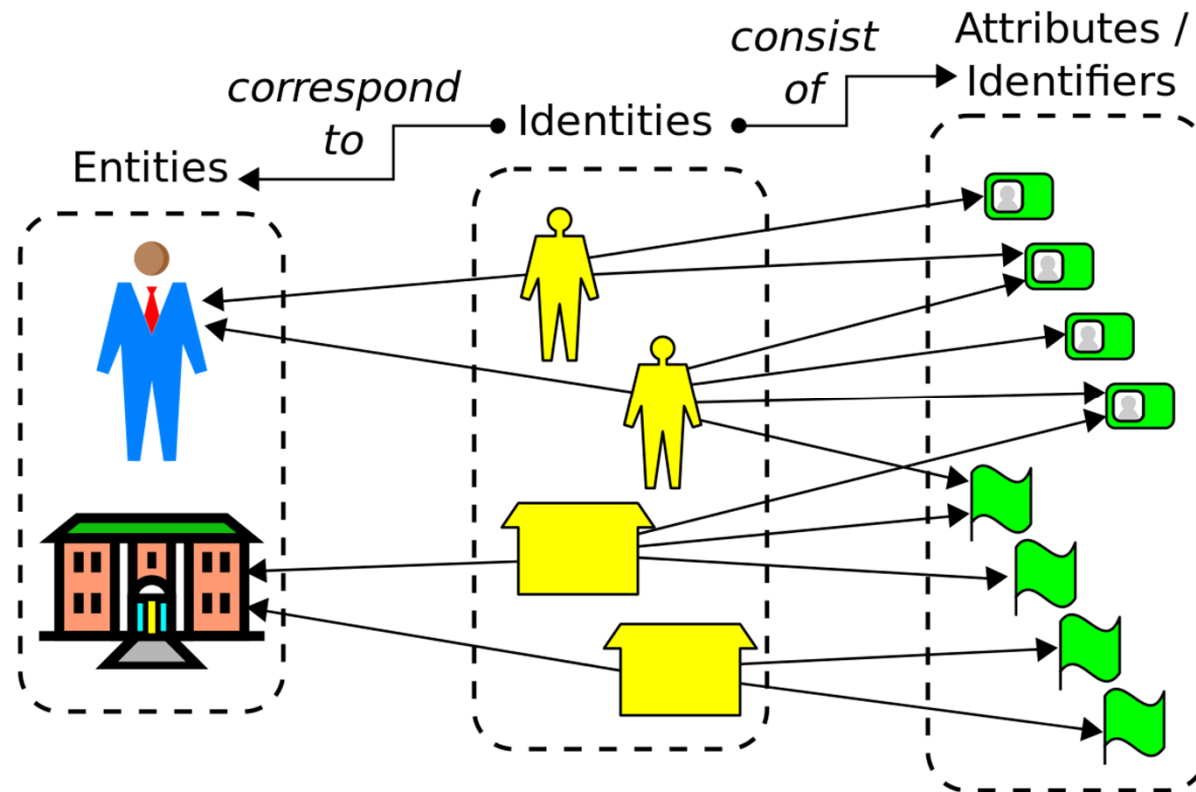 consist
of
Attributes /
Identifiers
correspond
to
Identities
Entities